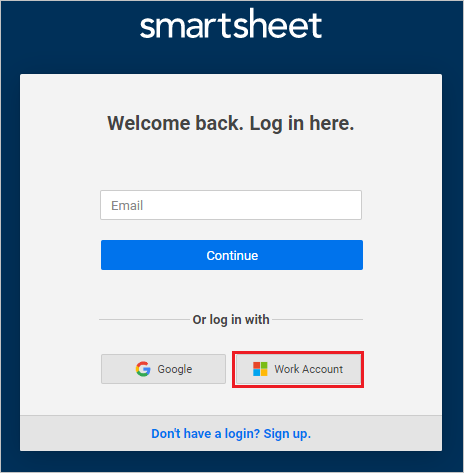 smartsheet
Welcome back. Log in here.
Email
Continue
Or log in with
Google
Work Account
Don't have a login? Sign up.